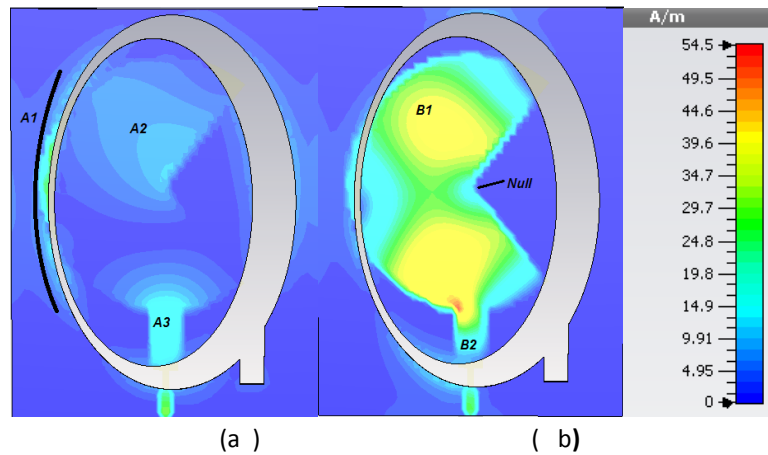 A/m
54.5
49.5
44.6
39.6
34.7
29.7
24.8
19.8
14.9
9.91
4.95
0
A1
A2
A3
B1
Null
B2
(a )
( b)